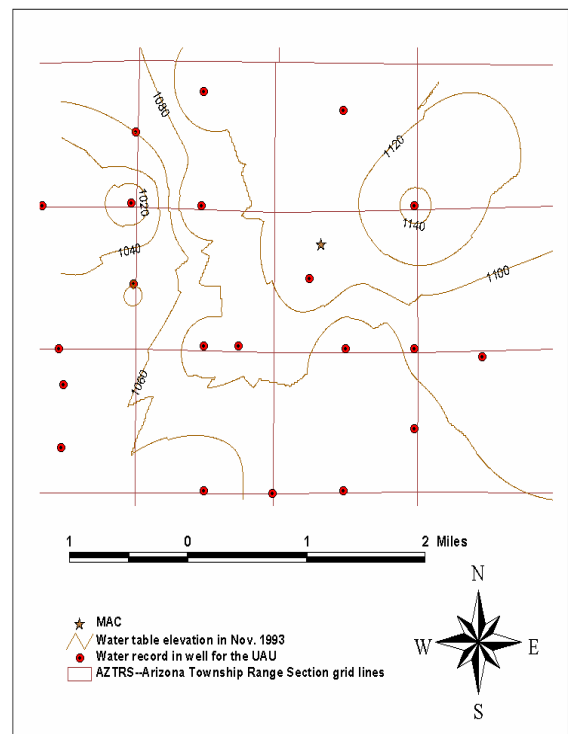 1080
1120
1020
1140
1040
1100
1060
1 0 1 2 Miles
N
MAC
Water table elevation in Nov. 1993
W E
Water record in well for the UAU
AZTRS--Arizona Township Range Section grid lines
S